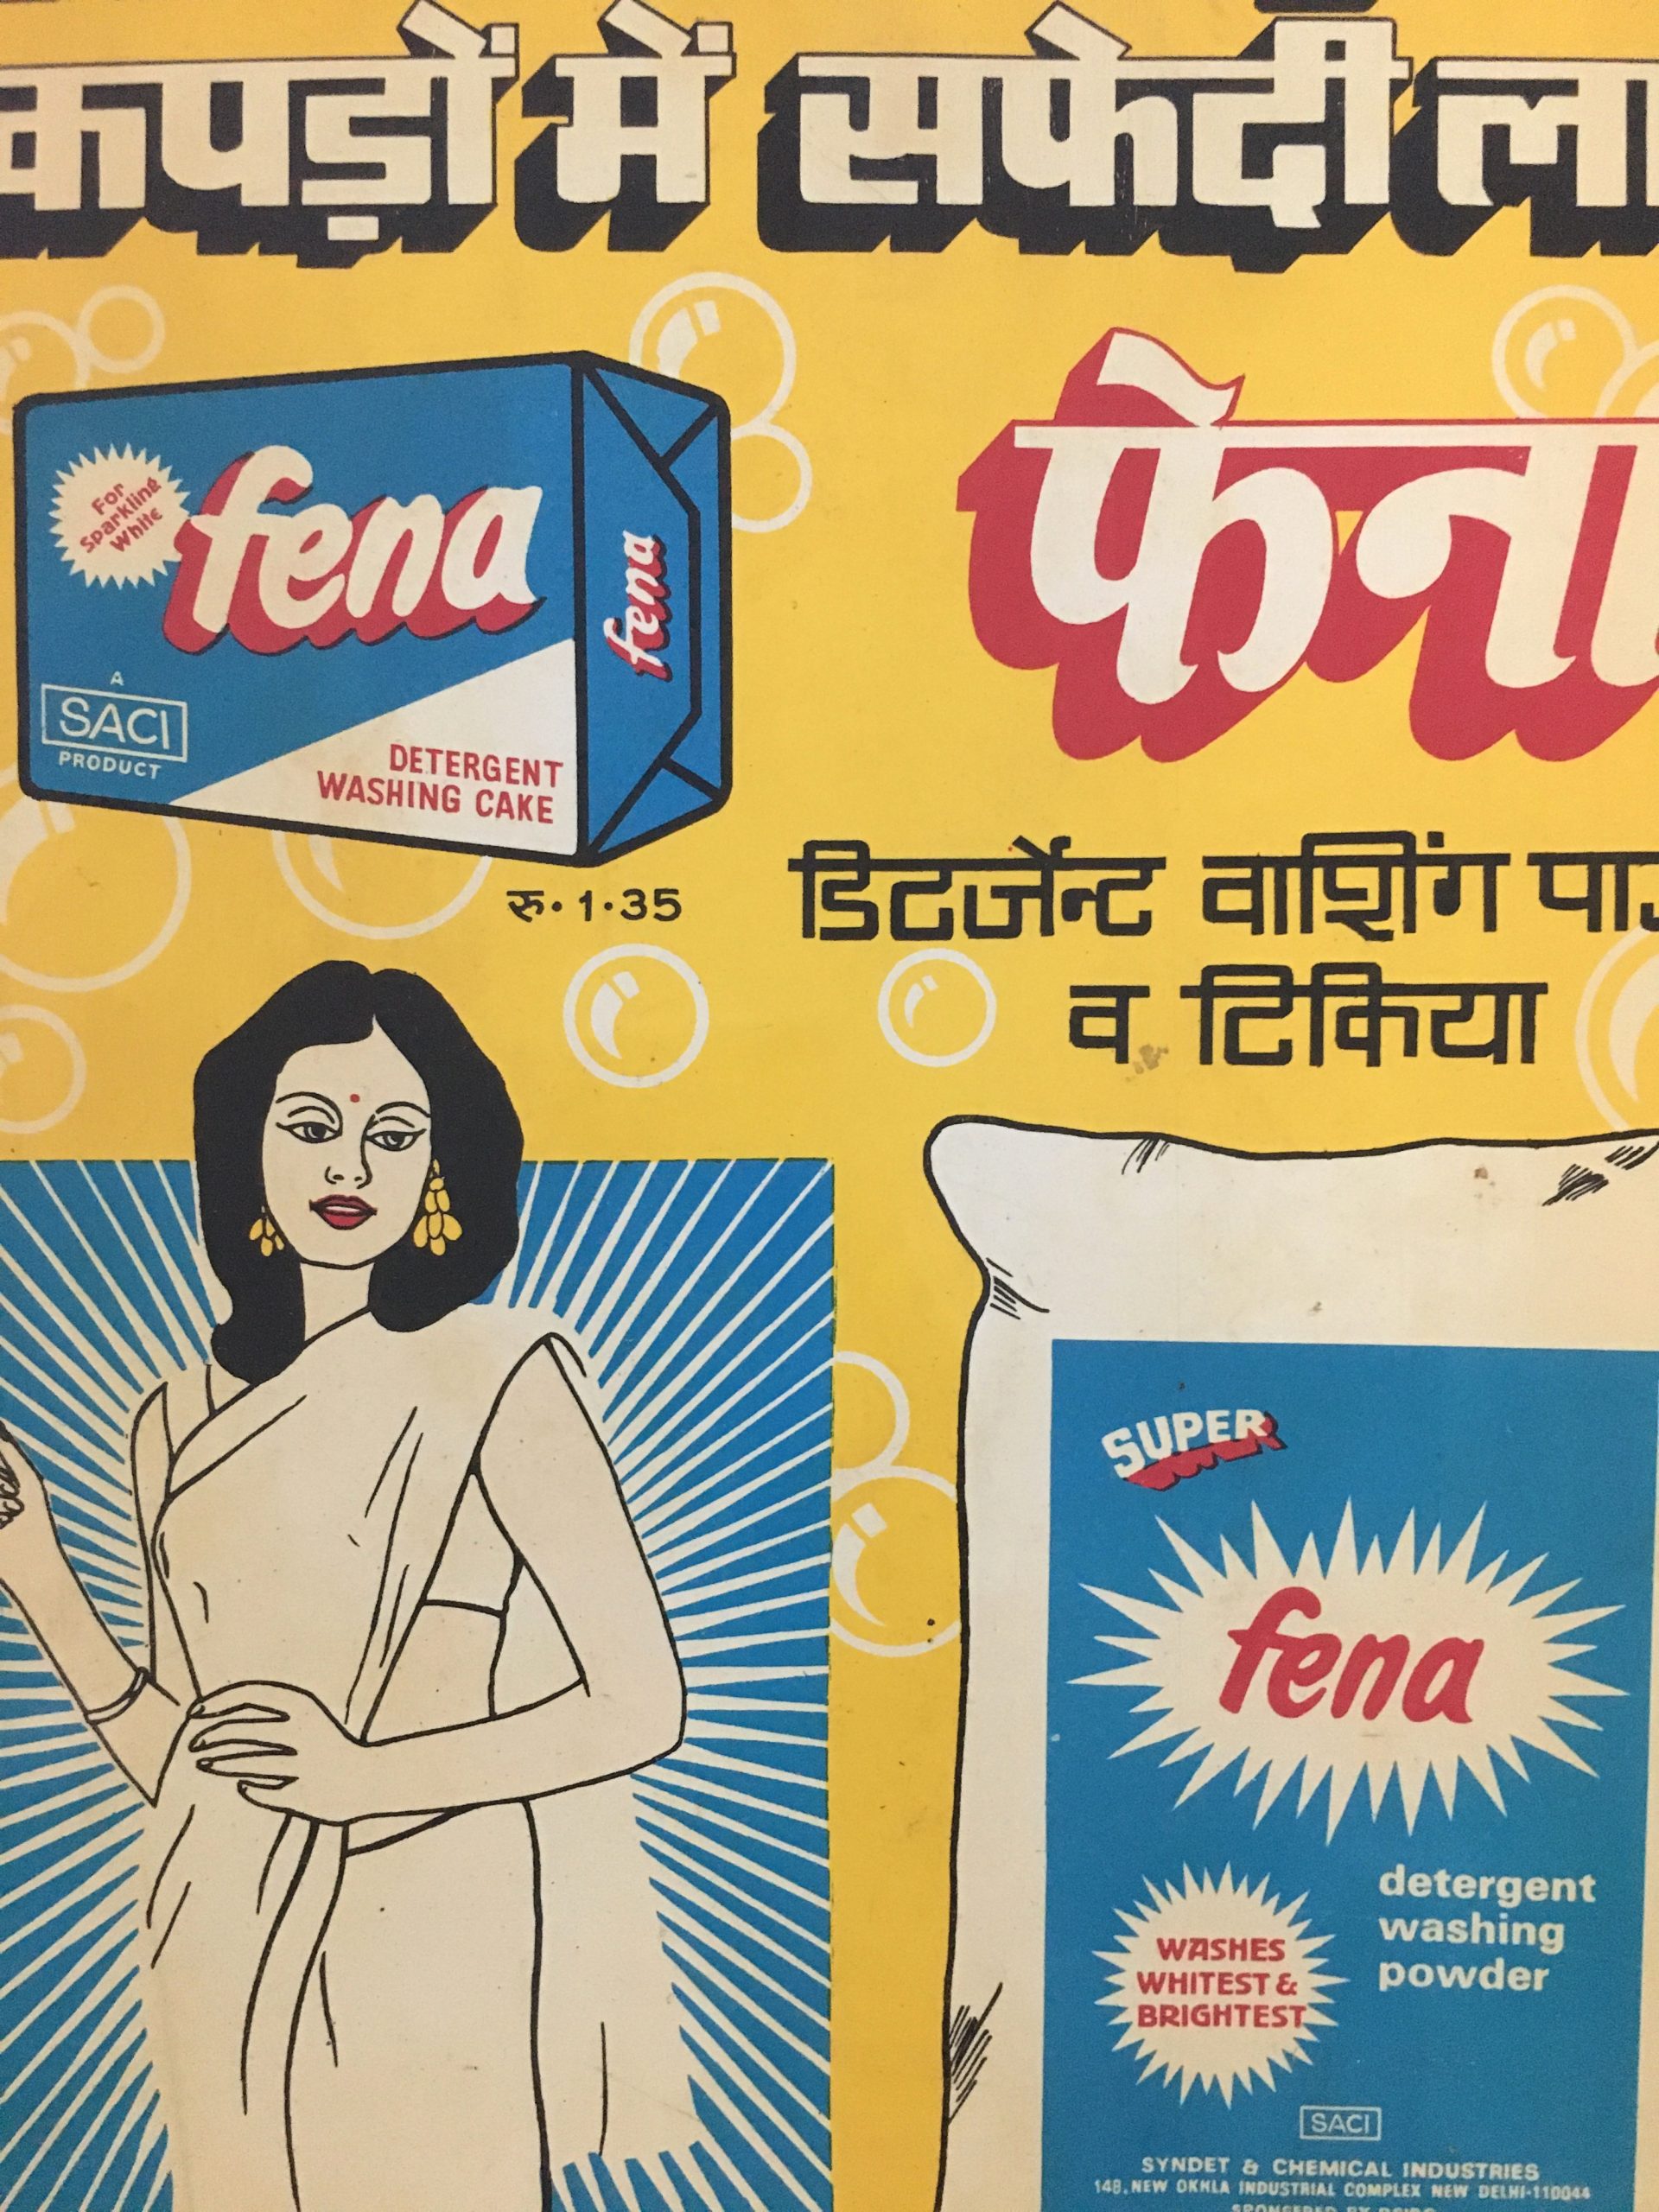 कपड़ों में सफेदी ला
फेना
For
Sparkling
White
fena
fena
A
SACI
PRODUCT
DETERGENT
WASHING CAKE
रु॰ 1·35
डिटर्जेन्ट वाशिंग
व टिकिया
SUPER
fena
detergent
washing
powder
WASHES
WHITEST &
BRIGHTEST
SACI
SYNDET & CHEMICAL INDUSTRIES
148, NEW OKHLA INDUSTRIAL COMPLEX NEW DELHI-110044